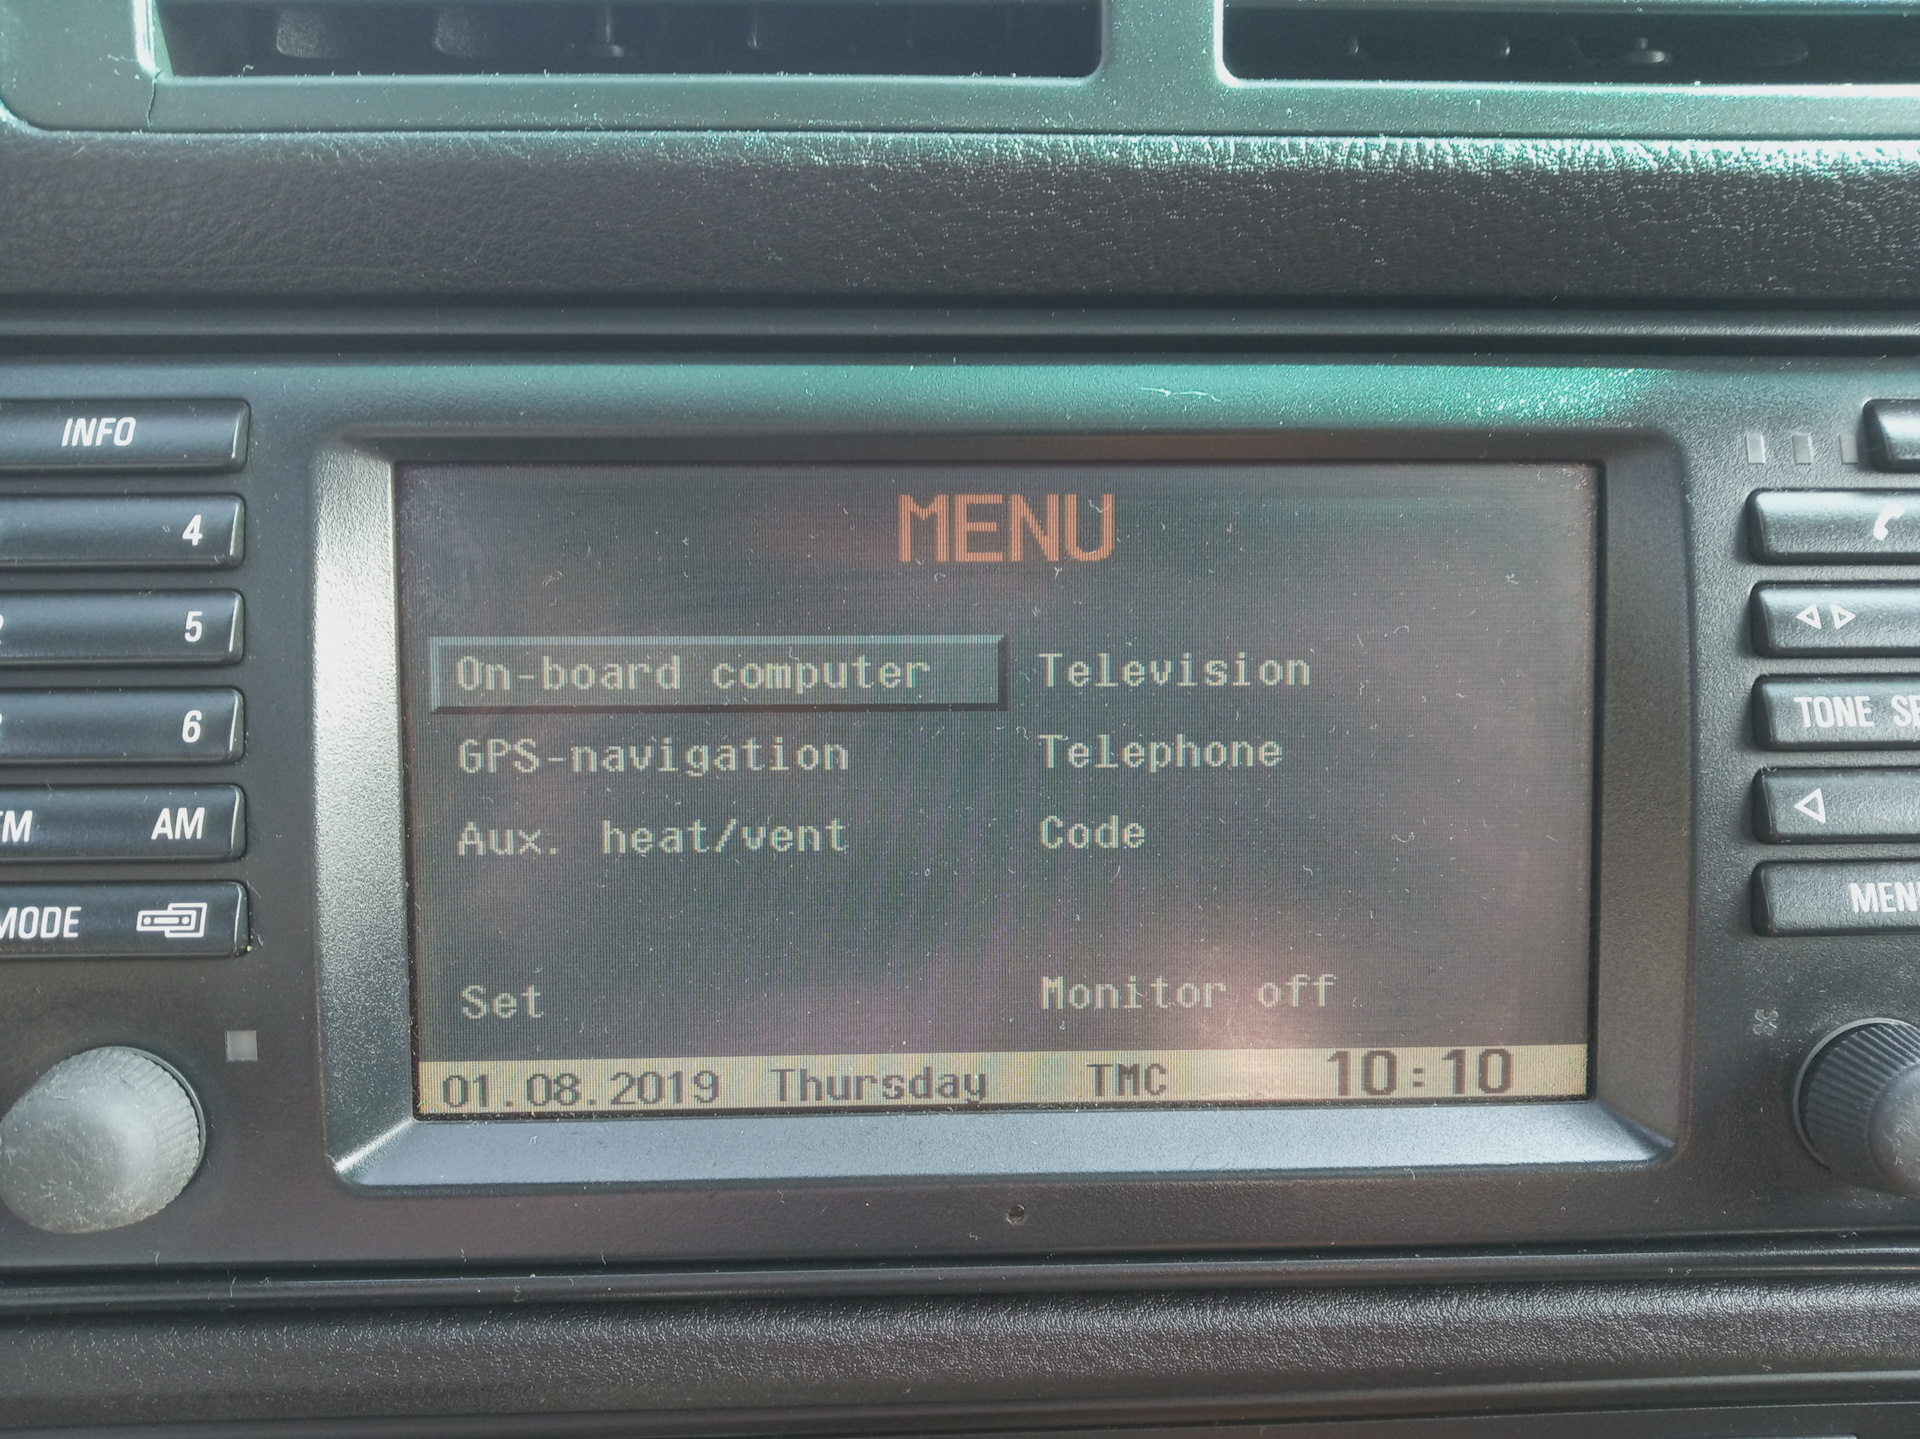 INFO
4
5
6
AM
MODE
MENU
On-board computer
GPS-navigation
Aux. heat/vent
Set
Television
Telephone
Code
Monitor off
01.08.2019 Thursday TMC 10:10
TONE
MENU